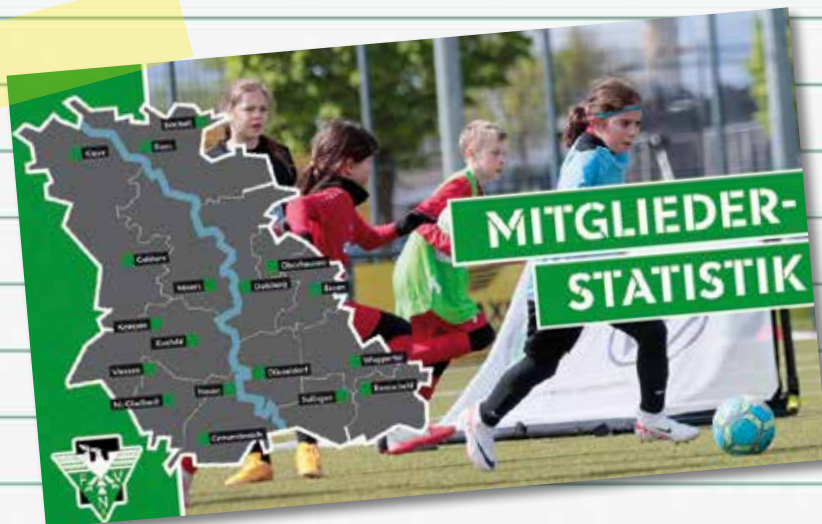 MITGLIEDER-
STATISTIK
Bocholt
Kleve
Rees
Geldern
Oberhausen
Moers
Duisburg
Essen
Kempen
Krefeld
Viersen
Düsseldorf
Wuppertal
Neuss
Remscheid
Solingen
M'Gladbach
Grevenbroich
F V
N